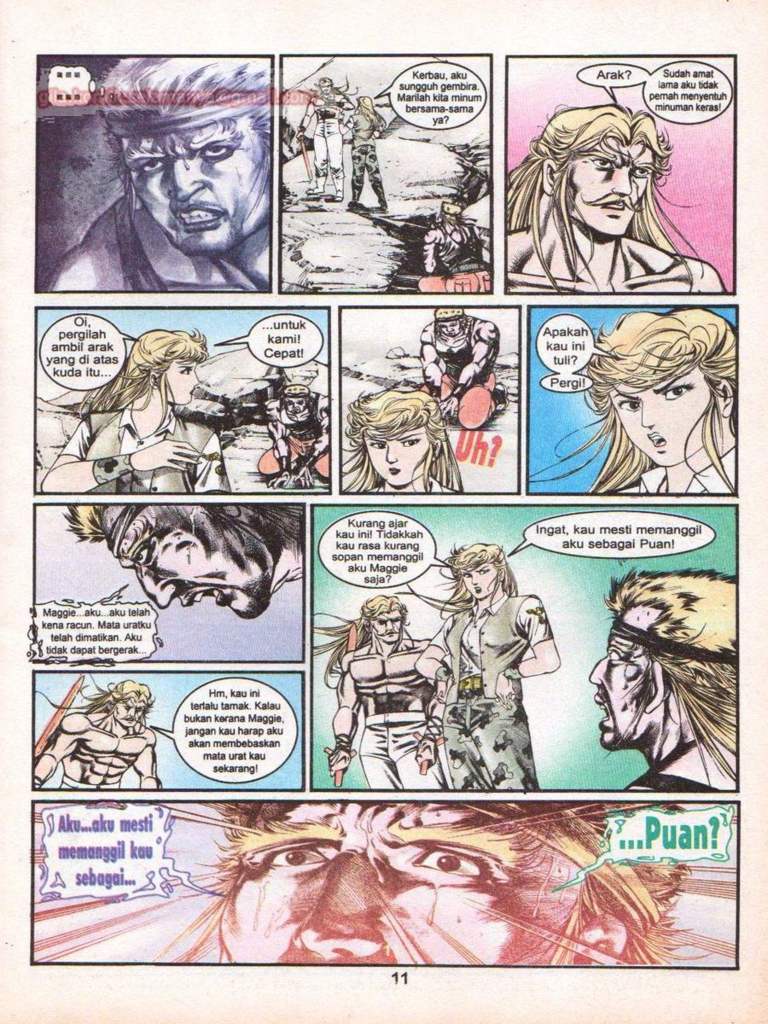 Kerbau, aku
sungguh gembira.
Marilah kita minum
bersama-sama
ya?
Arak?
Sudah amat
lama aku tidak
pernah menyentuh
minuman keras!
Oi,
pergilah
ambil arak
yang di atas
kuda itu...
...untuk
kami!
Cepat!
Uh?
Apakah
kau ini
tuli?
Pergi!
Maggie...aku...aku telah
kena racun. Mata uratku
telah dimatikan. Aku
tidak dapat bergerak...
Kurang ajar
kau ini! Tidakkah
kau rasa kurang
sopan memanggil
aku Maggie
saja?
Ingat, kau mesti memanggil
aku sebagai Puan!
Hm, kau ini
terlalu tamak. Kalau
bukan kerana Maggie,
jangan kau harap aku
akan membebaskan
mata urat kau
sekarang!
Aku...aku mesti
memanggil kau
sebagai...
...Puan?
11